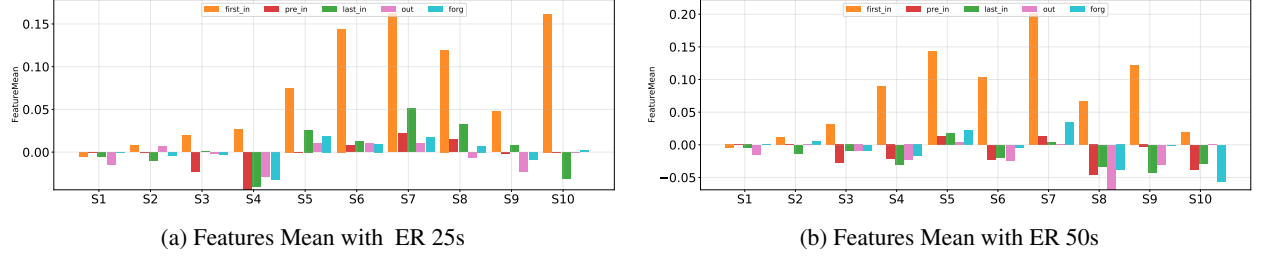 first_in pre_in last_in out forg
0.15
0.10
0.05
0.00
FeatureMean
S1 S2 S3 S4 S5 S6 S7 S8 S9 S10
(a) Features Mean with ER 25s
first_in pre_in last_in out forg
0.20
0.15
0.10
0.05
0.00
−0.05
FeatureMean
S1 S2 S3 S4 S5 S6 S7 S8 S9 S10
(b) Features Mean with ER 50s